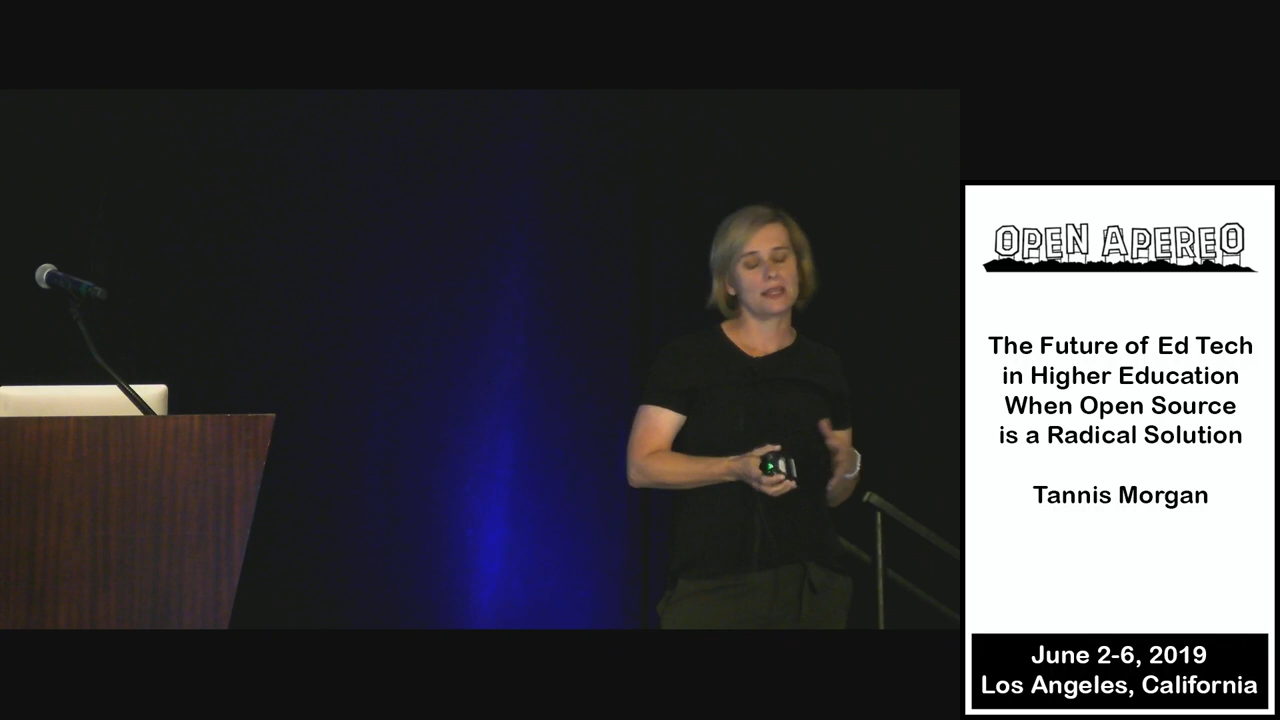 OPEN APEREO
The Future of Ed Tech
in Higher Education
When Open Source
is a Radical Solution
Tannis Morgan
June 2-6, 2019
Los Angeles, California